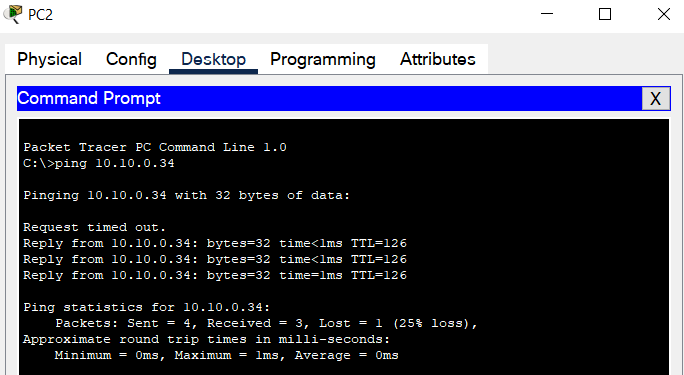 PC2
Physical Config Desktop Programming Attributes
Command Prompt X
Packet Tracer PC Command Line 1.0
C:\>ping 10.10.0.34
Pinging 10.10.0.34 with 32 bytes of data:
Request timed out.
Reply from 10.10.0.34: bytes=32 time<1ms TTL=126
Reply from 10.10.0.34: bytes=32 time<1ms TTL=126
Reply from 10.10.0.34: bytes=32 time=1ms TTL=126
Ping statistics for 10.10.0.34:
    Packets: Sent = 4, Received = 3, Lost = 1 (25% loss),
Approximate round trip times in milli-seconds:
    Minimum = 0ms, Maximum = 1ms, Average = 0ms